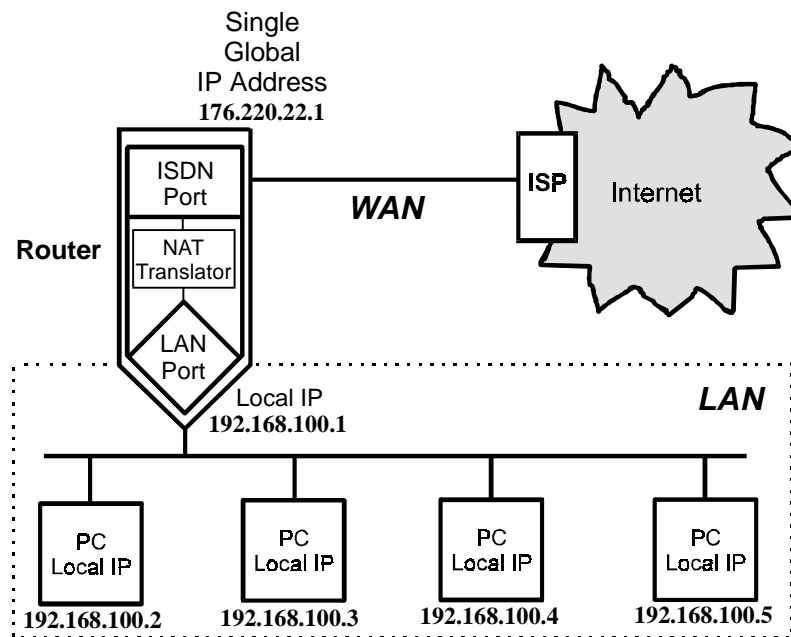 Single
Global
IP Address
176.220.22.1
ISDN
Port
WAN
ISP
Internet
Router
NAT
Translator
LAN
Port
Local IP
192.168.100.1
LAN
PC
Local IP
192.168.100.2
PC
Local IP
192.168.100.3
PC
Local IP
192.168.100.4
PC
Local IP
192.168.100.5